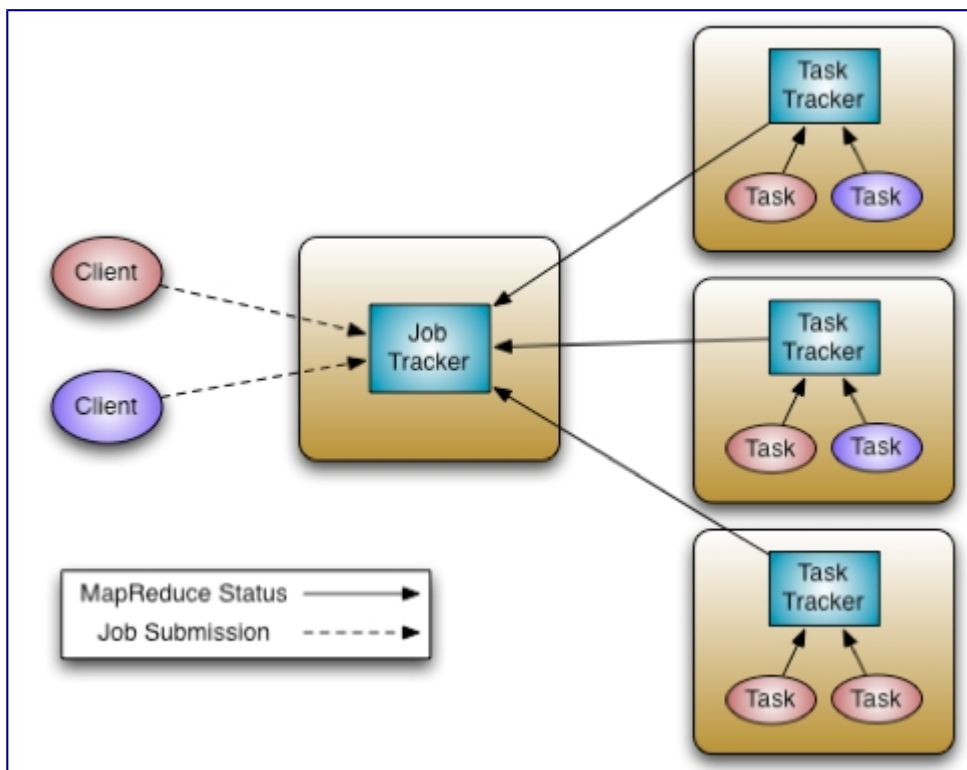 Client
Client
Job
Tracker
Task
Tracker
Task
Task
Task
Tracker
Task
Task
Task
Tracker
Task
Task
MapReduce Status
Job Submission